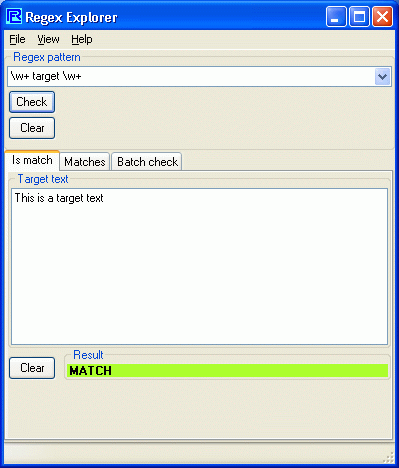 Regex Explorer
File View Help
Regex pattern
\w+ target \w+
Check
Clear
Is match Matches Batch check
Target text
This is a target text
Clear
Result
MATCH